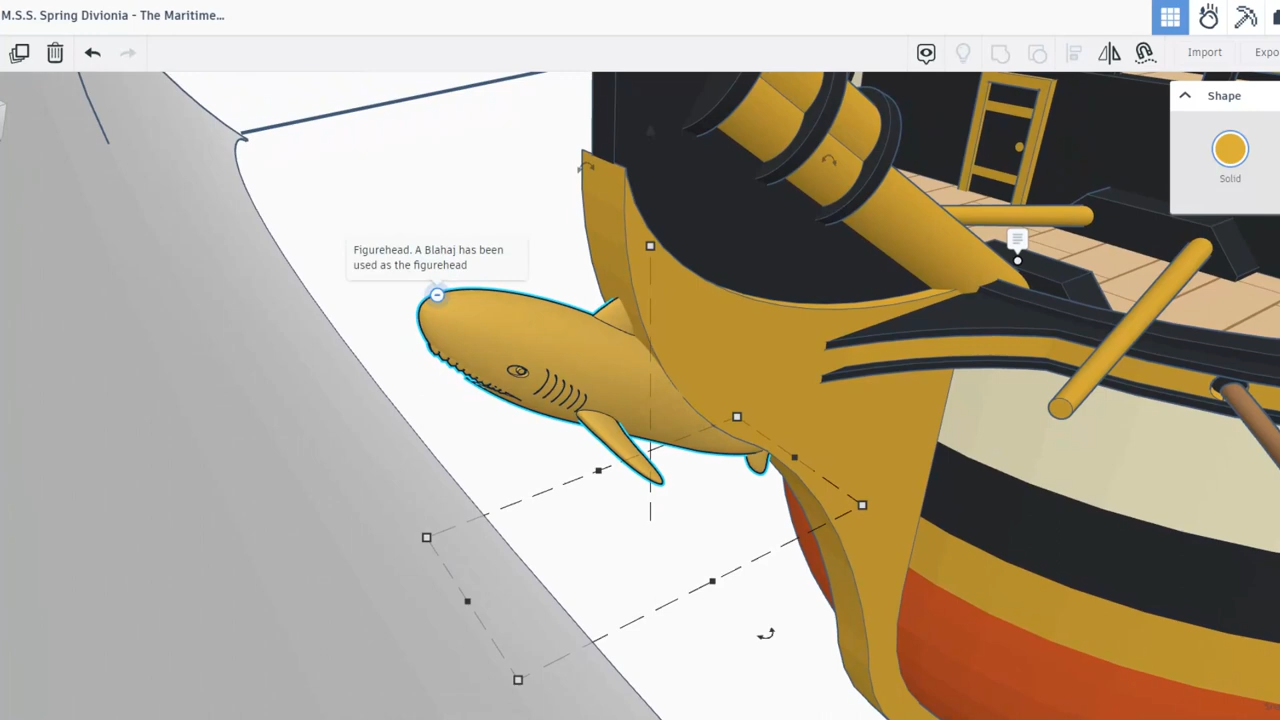 M.S.S. Spring Divionia - The Maritime...
Import
Expo
Shape
Solid
Figurehead. A Blahaj has been
used as the figurehead